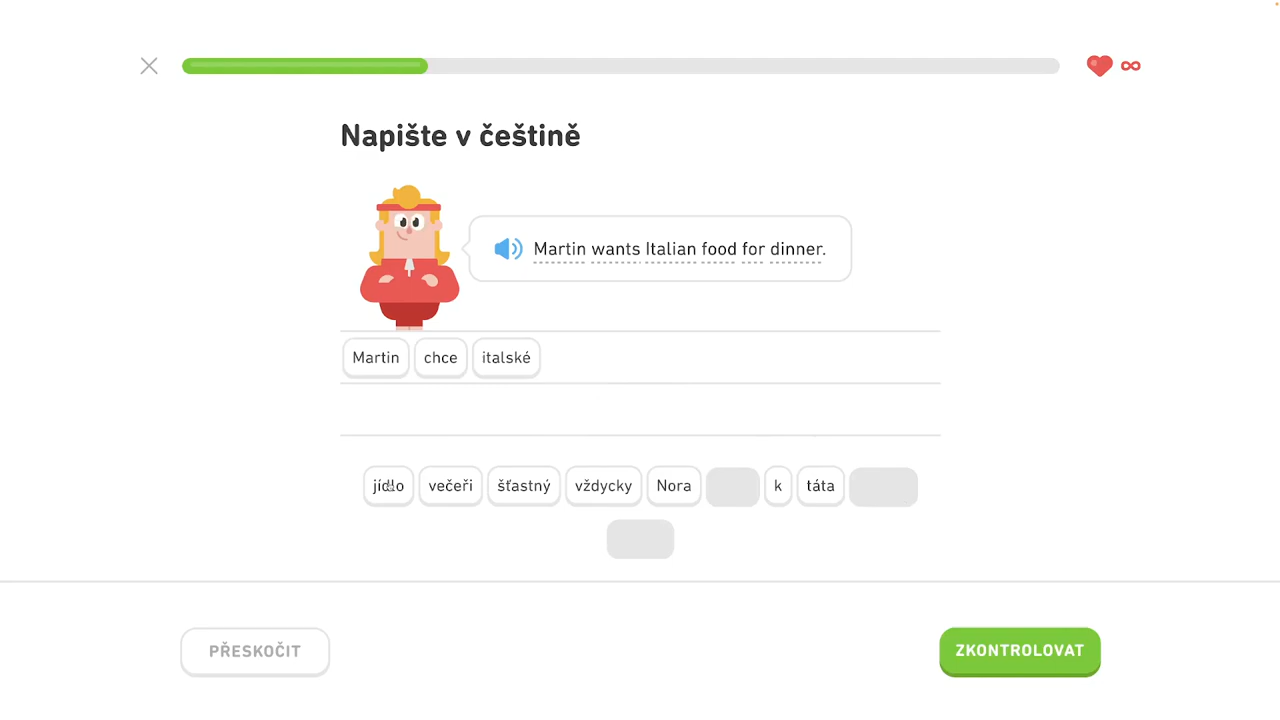 Napište v češtině
Martin wants Italian food for dinner.
Martin chce italské
jídlo večeři šťastný vždycky Nora k táta
PŘESKOČIT
ZKONTROLOVAT